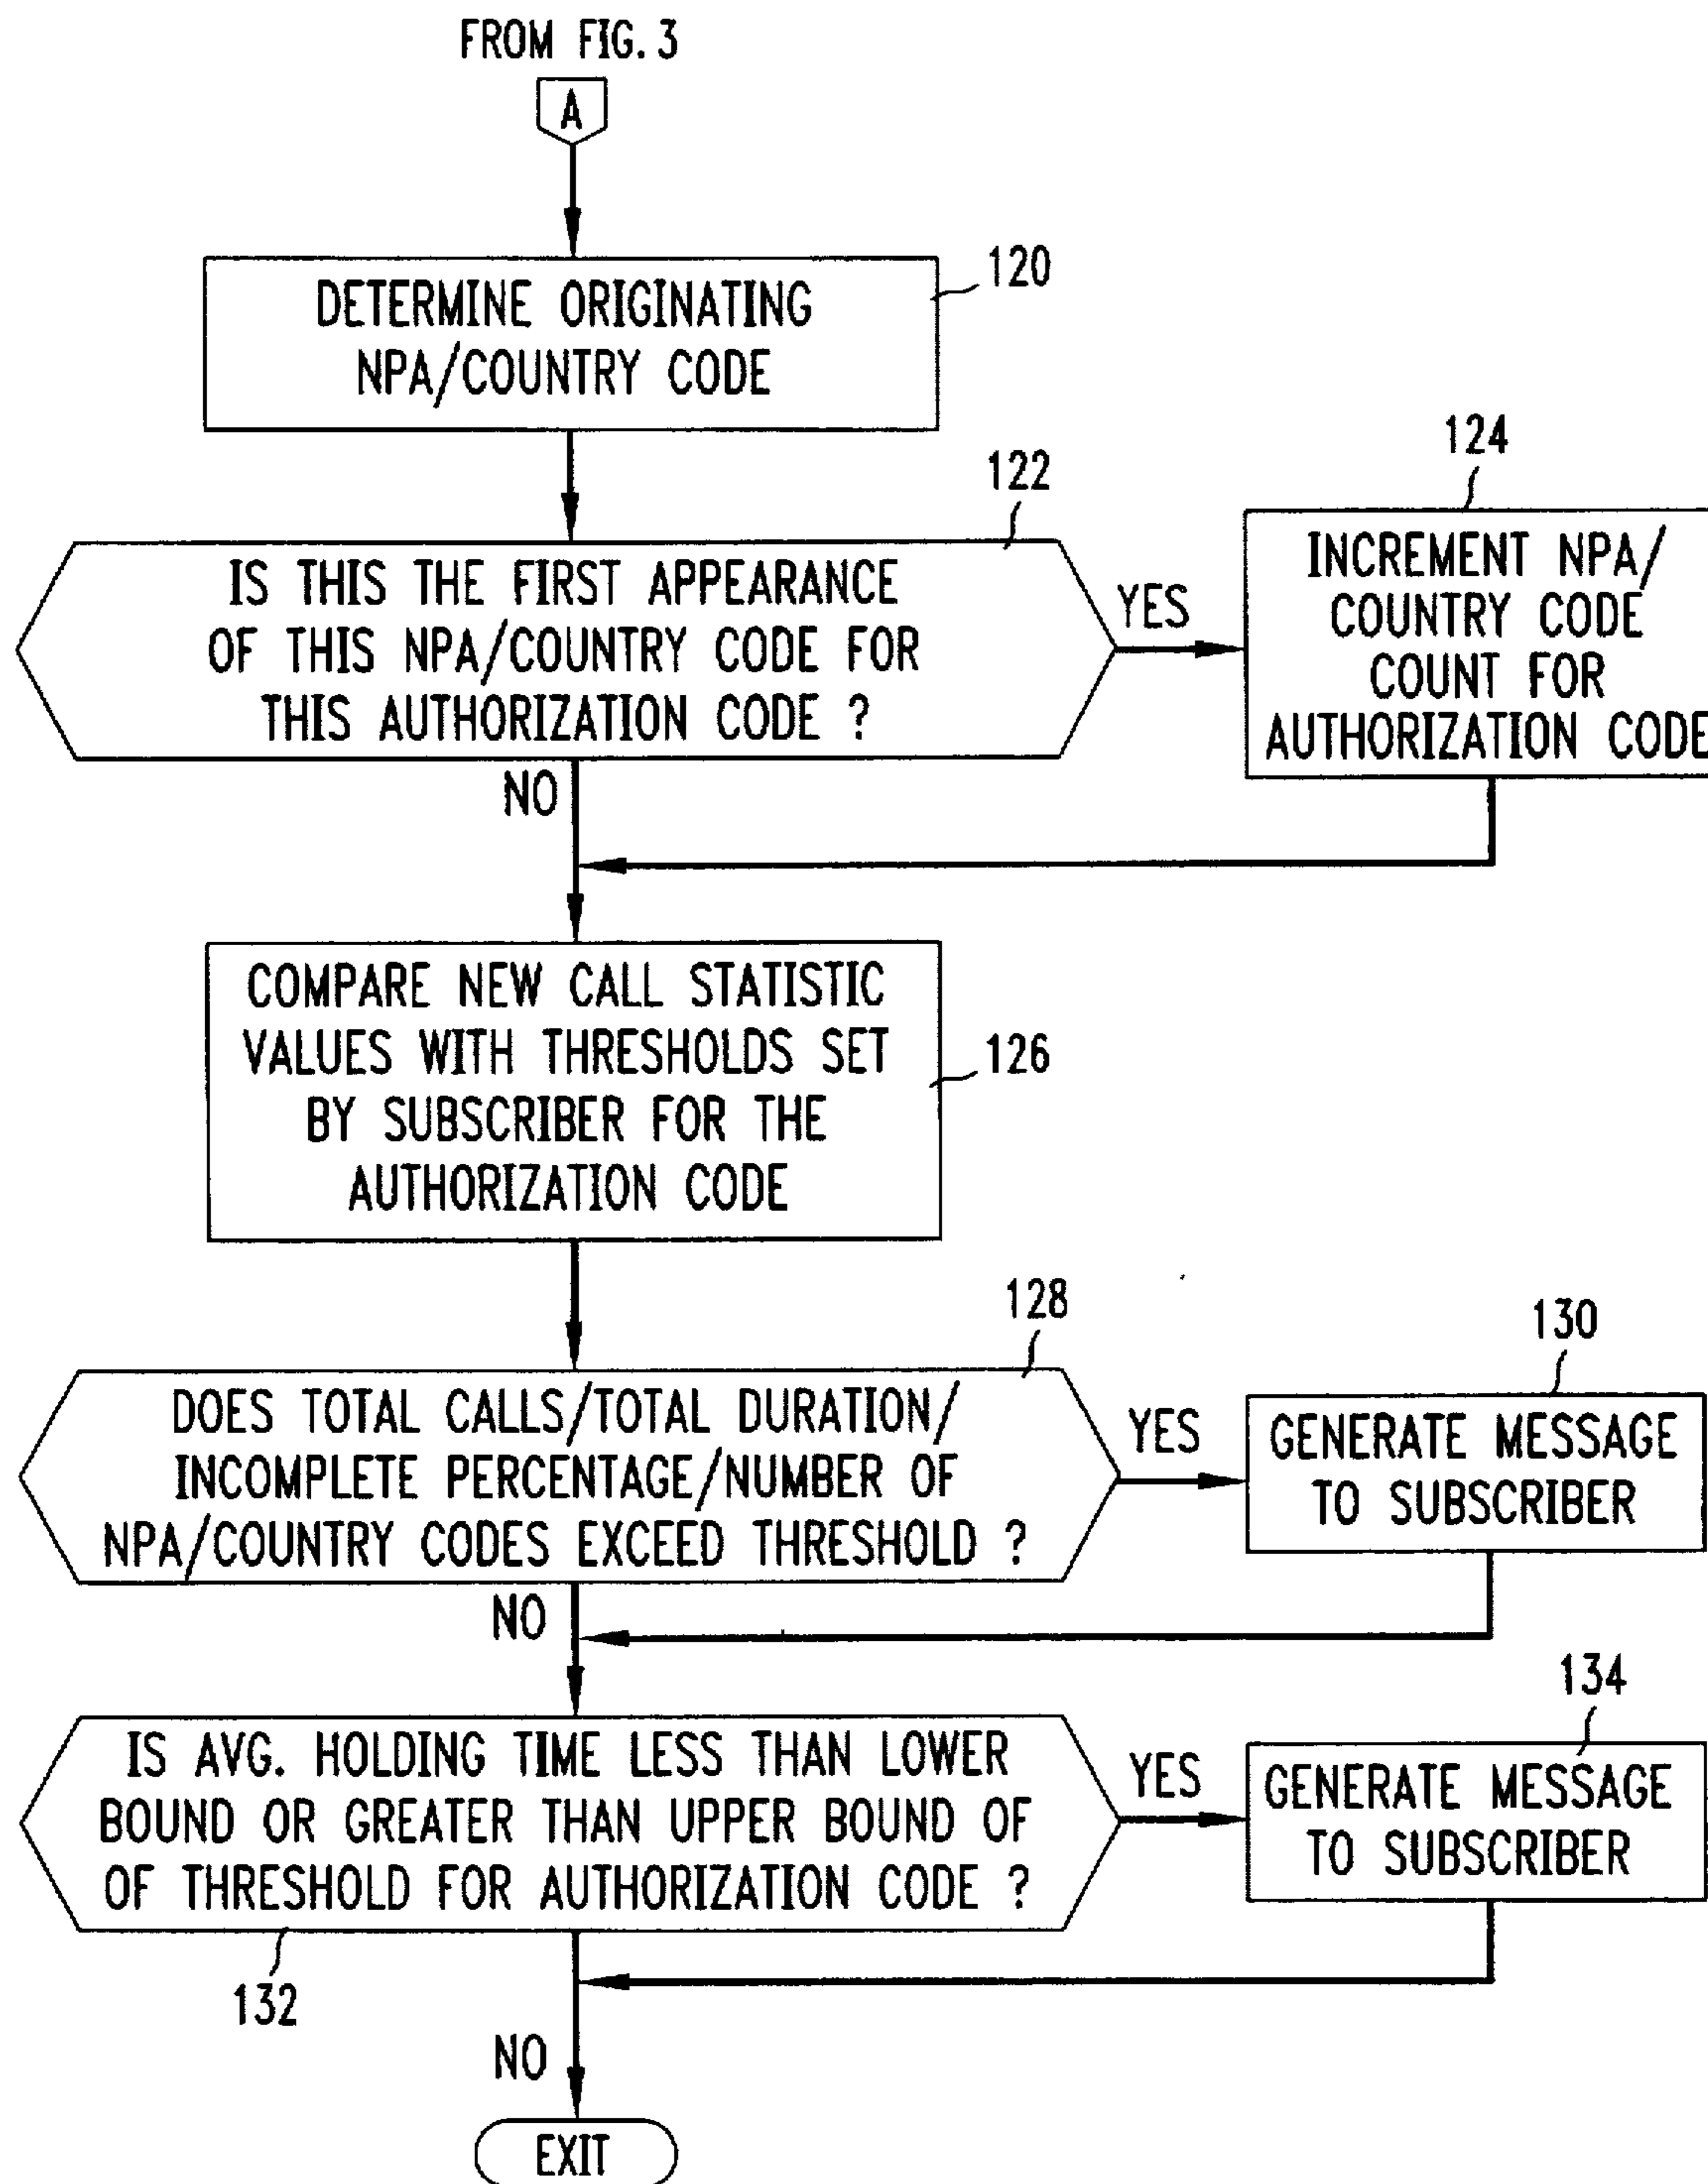 FROM FIG. 3
A
DETERMINE ORIGINATING
NPA/COUNTRY CODE
120
122
IS THIS THE FIRST APPEARANCE
OF THIS NPA/COUNTRY CODE FOR
THIS AUTHORIZATION CODE ?
YES
124
INCREMENT NPA/
COUNTRY CODE
COUNT FOR
AUTHORIZATION CODE
NO
COMPARE NEW CALL STATISTIC
VALUES WITH THRESHOLDS SET
BY SUBSCRIBER FOR THE
AUTHORIZATION CODE
126
128
DOES TOTAL CALLS/TOTAL DURATION/
INCOMPLETE PERCENTAGE/NUMBER OF
NPA/COUNTRY CODES EXCEED THRESHOLD ?
YES
130
GENERATE MESSAGE
TO SUBSCRIBER
NO
IS AVG. HOLDING TIME LESS THAN LOWER
BOUND OR GREATER THAN UPPER BOUND OF
OF THRESHOLD FOR AUTHORIZATION CODE ?
132
YES
134
GENERATE MESSAGE
TO SUBSCRIBER
NO
EXIT